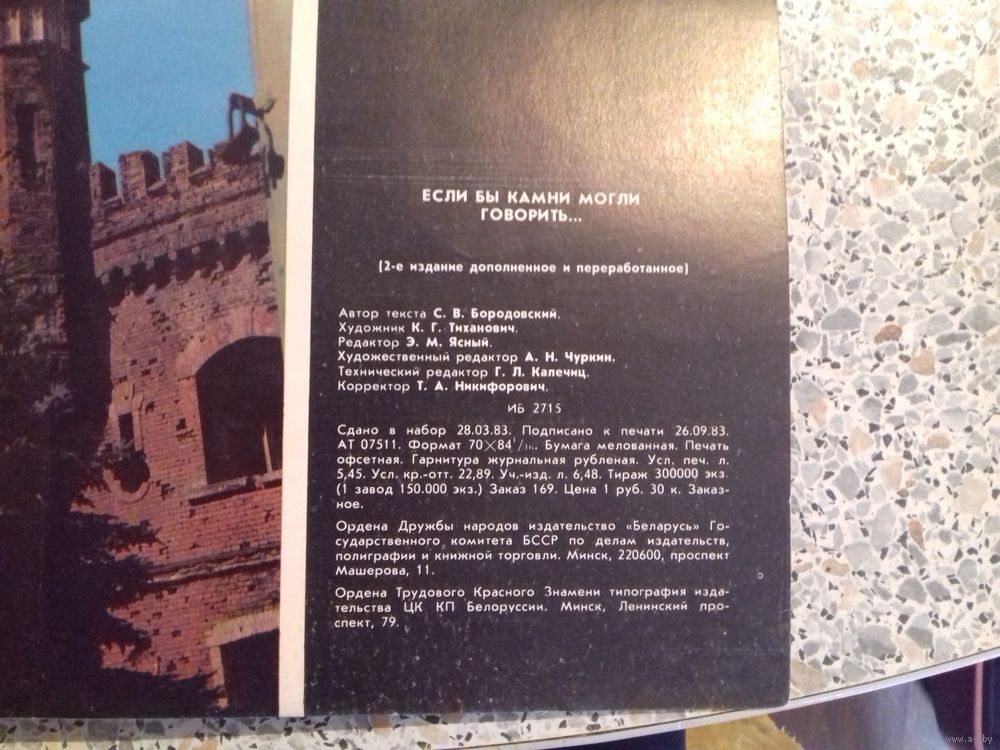 ЕСЛИ БЫ КАМНИ МОГЛИ
ГОВОРИТЬ...
(2-е издание дополненное и переработанное)
Автор текста С. В. Бородовский.
Художник К. Г. Тиханович.
Редактор Э. М. Ясный.
Художественный редактор А. Н. Чуркин.
Технический редактор Г. Л. Калечиц.
Корректор Т. А. Никифорович.
ИБ 2715
Сдано в набор 28.03.83. Подписано к печати 26.09.83.
АТ 07511. Формат 70×84¹/₁₆. Бумага мелованная. Печать
офсетная. Гарнитура журнальная рубленая. Усл. печ. л.
5,45. Усл. кр.-отт. 22,89. Уч.-изд. л. 6,48. Тираж 300000 экз.
(1 завод 150.000 экз.) Заказ 169. Цена 1 руб. 30 к. Заказ-
ное.
Ордена Дружбы народов издательство «Беларусь» Го-
сударственного комитета БССР по делам издательств,
полиграфии и книжной торговли. Минск, 220600, проспект
Машерова, 11.
Ордена Трудового Красного Знамени типография изда-
тельства ЦК КП Белоруссии. Минск, Ленинский про-
спект, 79.
www.ay.by